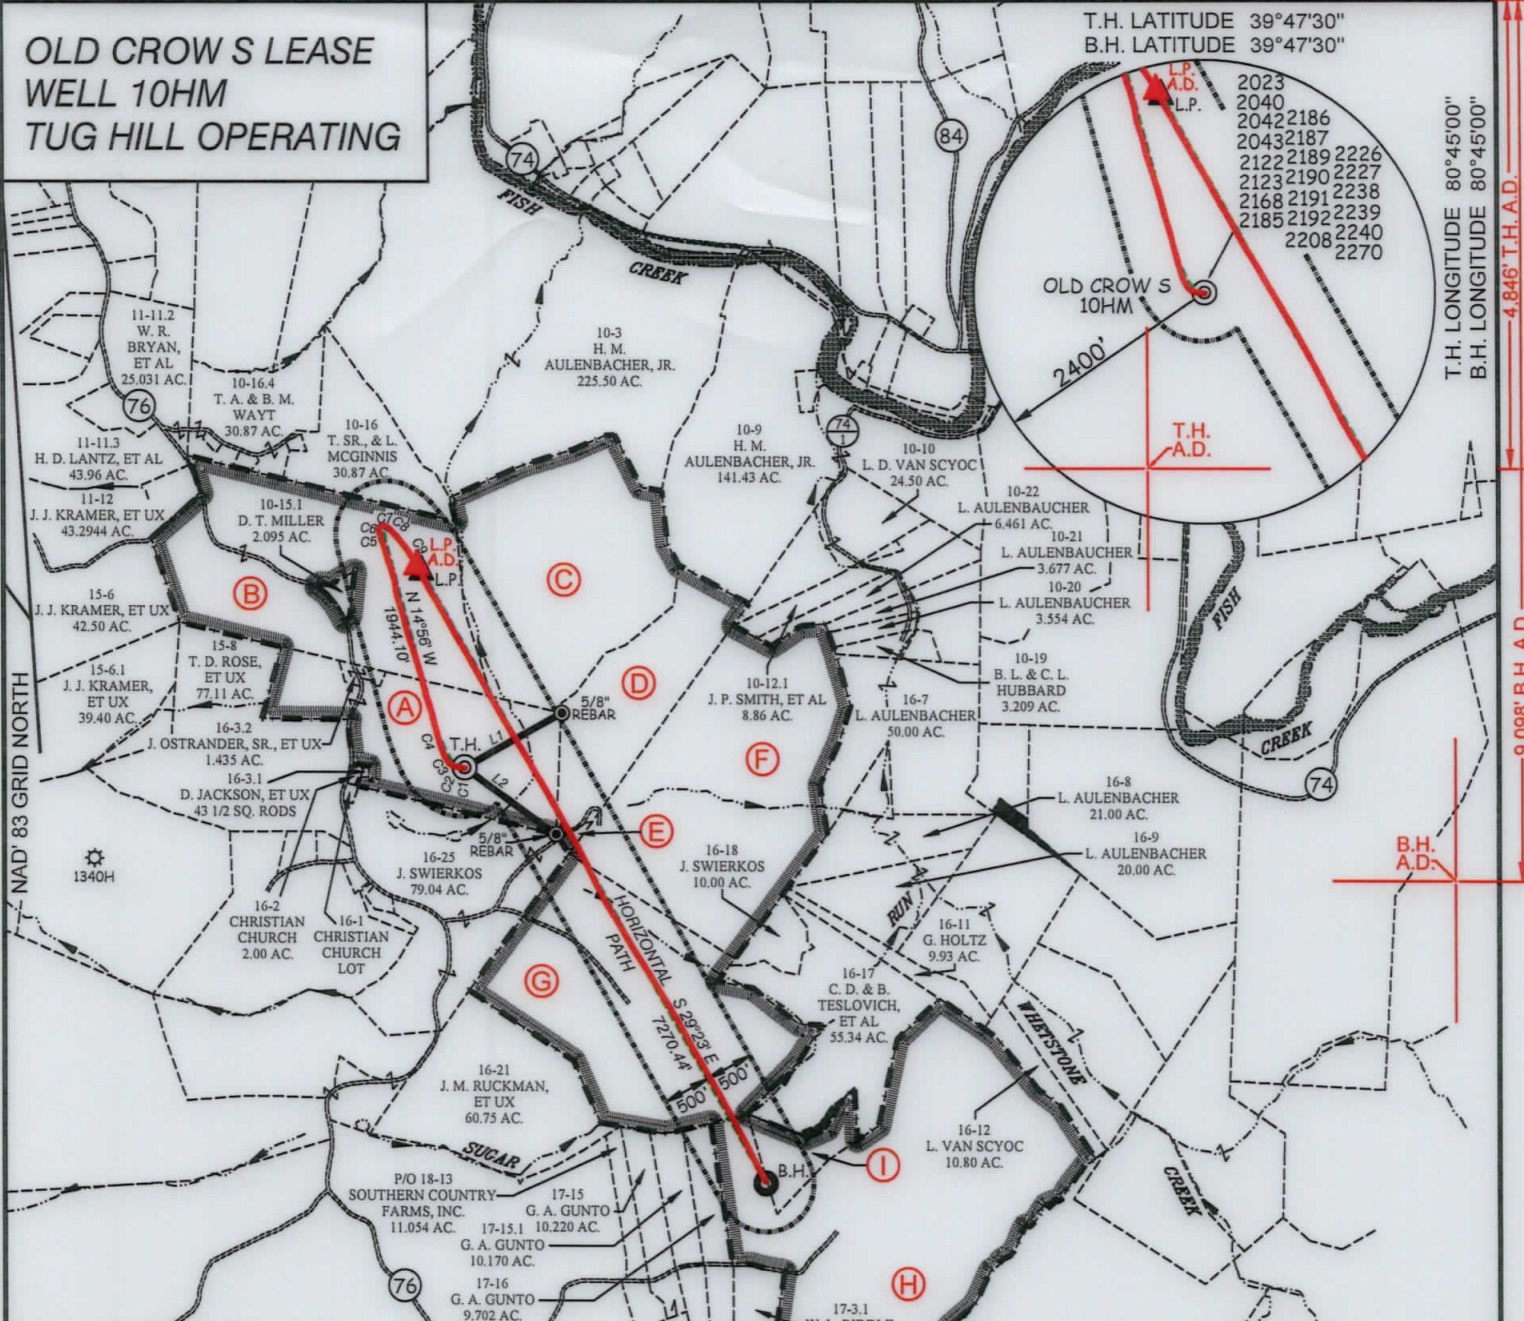 OLD CROW S LEASE
WELL 10HM
TUG HILL OPERATING
T.H. LATITUDE 39°47'30"
B.H. LATITUDE 39°47'30"
T.H. LONGITUDE 80°45'00"
B.H. LONGITUDE 80°45'00"
4,846' T.H. A.D.
9,098' B.H. A.D.
L.P.
A.D.
L.P.
2023
2040
2042 2186
2043 2187
2122 2189 2226
2123 2190 2227
2168 2191 2238
2185 2192 2239
2208 2240
2270
OLD CROW S
10HM
2400'
T.H.
A.D.
B.H.
A.D.
74
84
FISH
CREEK
11-11.2
W. R.
BRYAN,
ET AL
25.031 AC.
76
10-16.4
T. A. & B. M.
WAYT
30.87 AC.
10-3
H. M.
AULENBACHER, JR.
225.50 AC.
11-11.3
H. D. LANTZ, ET AL
43.96 AC.
10-16
T. SR., & L.
MCGINNIS
30.87 AC.
10-9
H. M.
AULENBACHER, JR.
141.43 AC.
74
1
10-10
L. D. VAN SCYOC
24.50 AC.
11-12
J. J. KRAMER, ET UX
43.2944 AC.
10-15.1
D. T. MILLER
2.095 AC.
10-22
L. AULENBAUCHER
6.461 AC.
10-21
L. AULENBAUCHER
3.677 AC.
10-20
L. AULENBAUCHER
3.554 AC.
C7
C8
C6
C5
C9
L.P.
A.D.
L.P.
B
C
15-6
J. J. KRAMER, ET UX
42.50 AC.
N 14°56' W
1944.10'
15-8
T. D. ROSE,
ET UX
77.11 AC.
15-6.1
J. J. KRAMER,
ET UX
39.40 AC.
10-19
B. L. & C. L.
HUBBARD
3.209 AC.
10-12.1
J. P. SMITH, ET AL
8.86 AC.
16-7
L. AULENBACHER
50.00 AC.
FISH
CREEK
74
A
D
5/8"
REBAR
16-3.2
J. OSTRANDER, SR., ET UX
1.435 AC.
C4
T.H.
L1
L2
C3
C2
C1
F
16-3.1
D. JACKSON, ET UX
43 1/2 SQ. RODS
NAD' 83 GRID NORTH
16-8
L. AULENBACHER
21.00 AC.
E
5/8"
REBAR
16-9
L. AULENBACHER
20.00 AC.
1340H
16-25
J. SWIERKOS
79.04 AC.
16-18
J. SWIERKOS
10.00 AC.
16-2
CHRISTIAN
CHURCH
2.00 AC.
16-1
CHRISTIAN
CHURCH
LOT
HORIZONTAL
PATH
RUN
16-11
G. HOLTZ
9.93 AC.
G
16-17
C. D. & B.
TESLOVICH,
ET AL
55.34 AC.
S 29°23' E
7270.44'
WHETSTONE
CREEK
16-21
J. M. RUCKMAN,
ET UX
60.75 AC.
500'
500'
SUGAR
16-12
L. VAN SCYOC
10.80 AC.
B.H.
I
P/O 18-13
SOUTHERN COUNTRY
FARMS, INC.
11.054 AC.
17-15
G. A. GUNTO
10.220 AC.
17-15.1
G. A. GUNTO
10.170 AC.
76
17-16
G. A. GUNTO
9.702 AC.
H
17-3.1